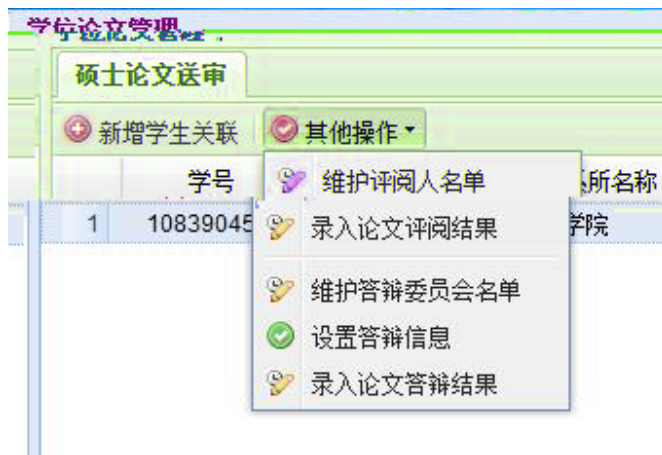 学位论文管理
硕士论文送审
新增学生关联 其他操作
学号 所名称
1 10839045 学院
维护评阅人名单
录入论文评阅结果
维护答辩委员会名单
设置答辩信息
录入论文答辩结果